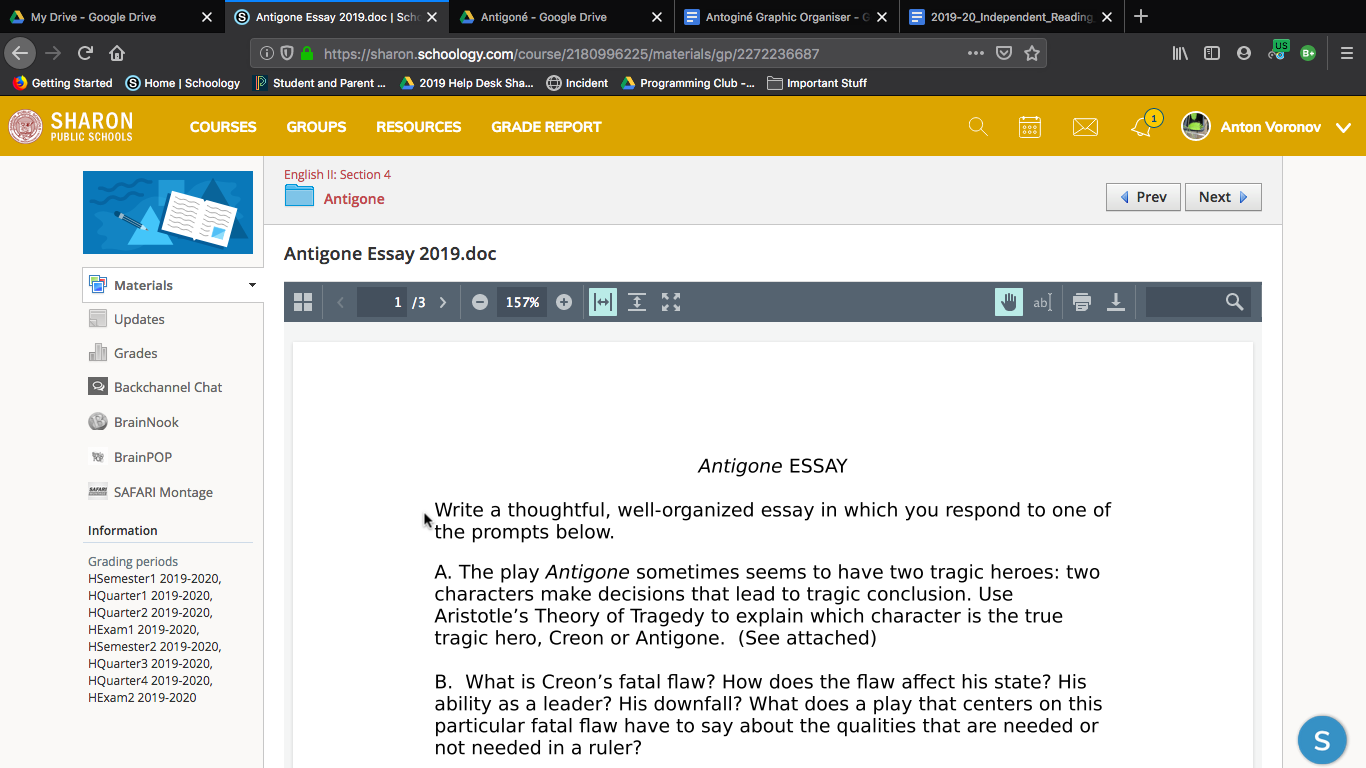 My Drive - Google Drive
Antigone Essay 2019.doc | Scho
Antigoné - Google Drive
Antoginé Graphic Organiser - G
2019-20_Independent_Reading
https://sharon.schoology.com/course/2180996225/materials/gp/2272236687
US
B+
Getting Started
Home | Schoology
Student and Parent ...
2019 Help Desk Sha...
Incident
Programming Club -...
Important Stuff
SHARON
PUBLIC SCHOOLS
COURSES
GROUPS
RESOURCES
GRADE REPORT
1
Anton Voronov
English II: Section 4
Antigone
Prev
Next
Antigone Essay 2019.doc
Materials
Updates
Grades
Backchannel Chat
BrainNook
BrainPOP
SAFARI Montage
Information
Grading periods
HSemester1 2019-2020,
HQuarter1 2019-2020,
HQuarter2 2019-2020,
HExam1 2019-2020,
HSemester2 2019-2020,
HQuarter3 2019-2020,
HQuarter4 2019-2020,
HExam2 2019-2020
1 /3
157%
ab
Antigone ESSAY
Write a thoughtful, well-organized essay in which you respond to one of
the prompts below.
A. The play Antigone sometimes seems to have two tragic heroes: two
characters make decisions that lead to tragic conclusion. Use
Aristotle’s Theory of Tragedy to explain which character is the true
tragic hero, Creon or Antigone.  (See attached)
B.  What is Creon’s fatal flaw? How does the flaw affect his state? His
ability as a leader? His downfall? What does a play that centers on this
particular fatal flaw have to say about the qualities that are needed or
not needed in a ruler?
S